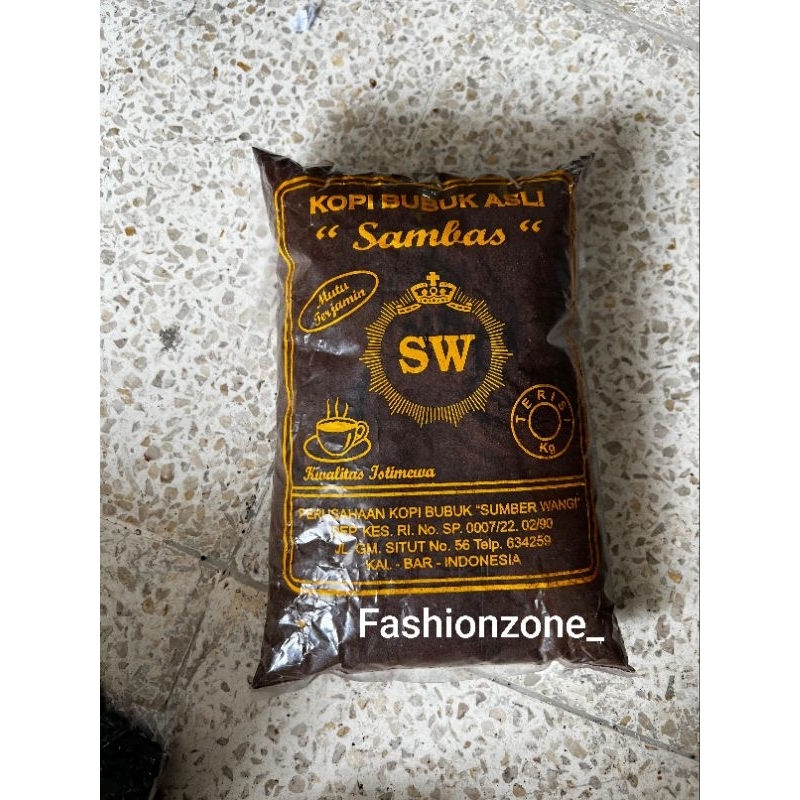 KOPI BUBUK ASLI
“ Sambas “
Mutu
Terjamin
SW
TERISI
Kg
Kwalitas Istimewa
PERUSAHAAN KOPI BUBUK "SUMBER WANGI"
DEP KES. RI. No. SP. 0007/22. 02/90
JL. GM. SITUT No. 56 Telp. 634259
KAL - BAR - INDONESIA
Fashionzone_